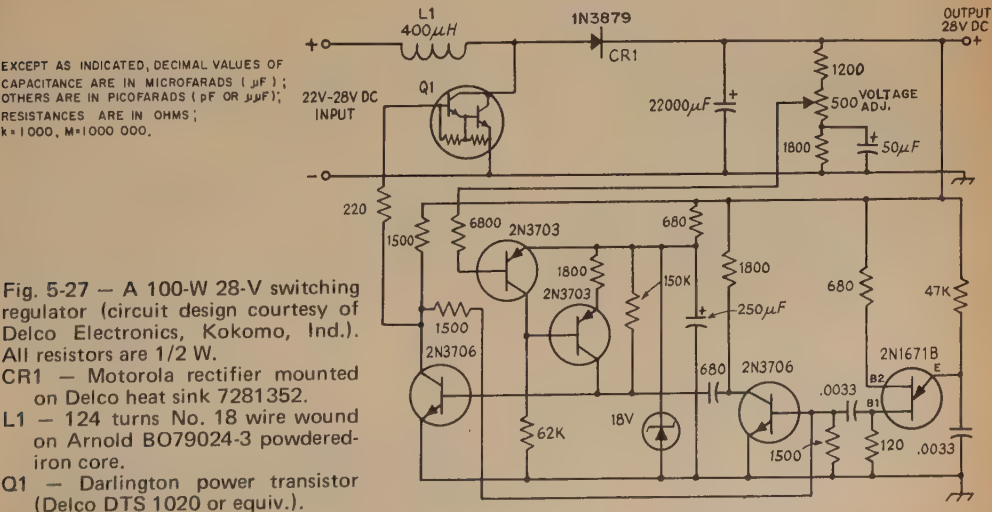 EXCEPT AS INDICATED, DECIMAL VALUES OF
CAPACITANCE ARE IN MICROFARADS ( µF ) ;
OTHERS ARE IN PICOFARADS ( pF OR µµF);
RESISTANCES ARE IN OHMS ;
k=1000, M=1000 000.
L1
400µH
1N3879
CR1
OUTPUT
28V DC
+
+
22V-28V DC
INPUT
-
Q1
22000µF
+
1200
500 VOLTAGE
ADJ.
1800
+
50µF
220
1500
6800
2N3703
1800
2N3703
680
150K
1800
+
250µF
680
47K
1500
2N3706
62K
18V
680
2N3706
.0033
1500
B2
B1
E
2N1671B
120
.0033
Fig. 5-27 — A 100-W 28-V switching
regulator (circuit design courtesy of
Delco Electronics, Kokomo, Ind.).
All resistors are 1/2 W.
CR1 — Motorola rectifier mounted
on Delco heat sink 7281352.
L1 — 124 turns No. 18 wire wound
on Arnold BO79024-3 powdered-
iron core.
Q1 — Darlington power transistor
(Delco DTS 1020 or equiv.).